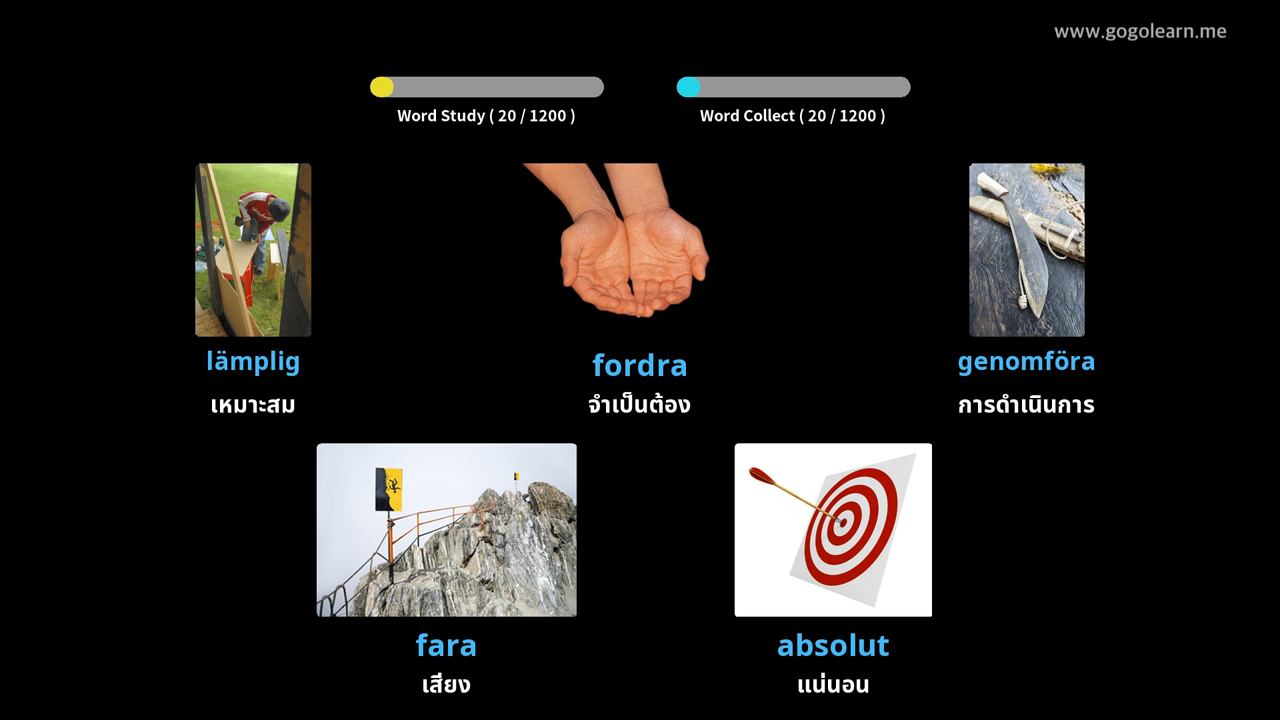 www.gogolearn.me
Word Study ( 20 / 1200 )
Word Collect ( 20 / 1200 )
lämplig
เหมาะสม
fordra
จำเป็นต้อง
genomföra
การดำเนินการ
fara
เสียง
absolut
แน่นอน